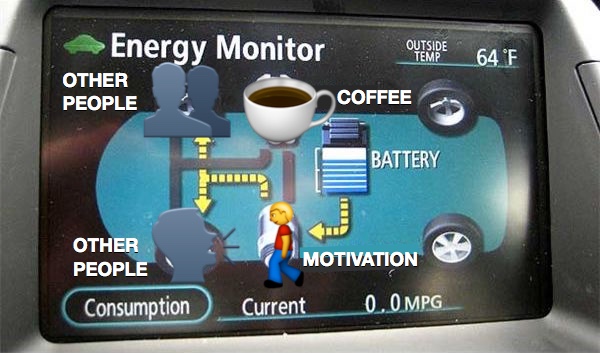 Energy Monitor
OUTSIDE
TEMP
64°F
OTHER
PEOPLE
COFFEE
BATTERY
OTHER
PEOPLE
MOTIVATION
Consumption
Current
0.0 MPG